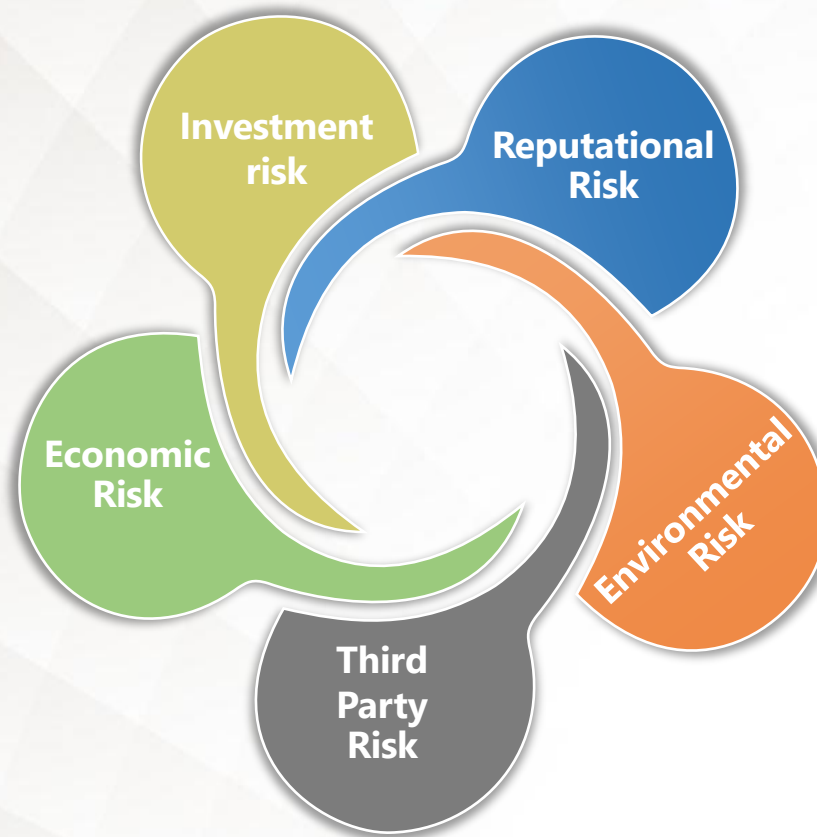 Investment
risk
Reputational
Risk
Environmental
Risk
Third
Party
Risk
Economic
Risk